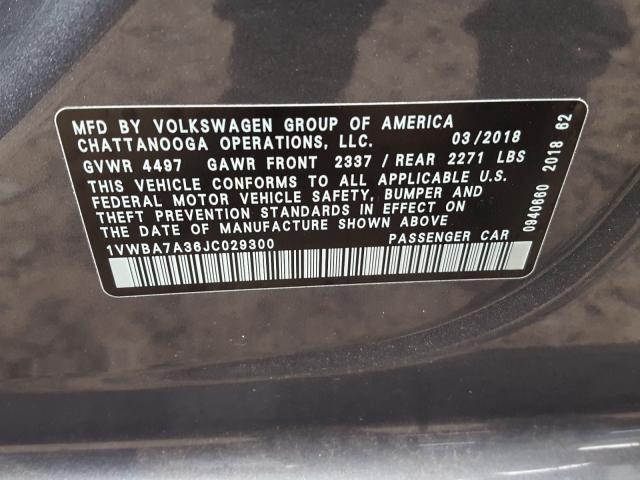 MFD BY VOLKSWAGEN GROUP OF AMERICA
CHATTANOOGA OPERATIONS, LLC. 03/2018
GVWR 4497 GAWR FRONT 2337 / REAR 2271 LBS
THIS VEHICLE CONFORMS TO ALL APPLICABLE U.S.
FEDERAL MOTOR VEHICLE SAFETY, BUMPER AND
THEFT PREVENTION STANDARDS IN EFFECT ON
THE DATE OF MANUFACTURE SHOWN ABOVE
1VWBA7A36JC029300 PASSENGER CAR
0940660 2018 62